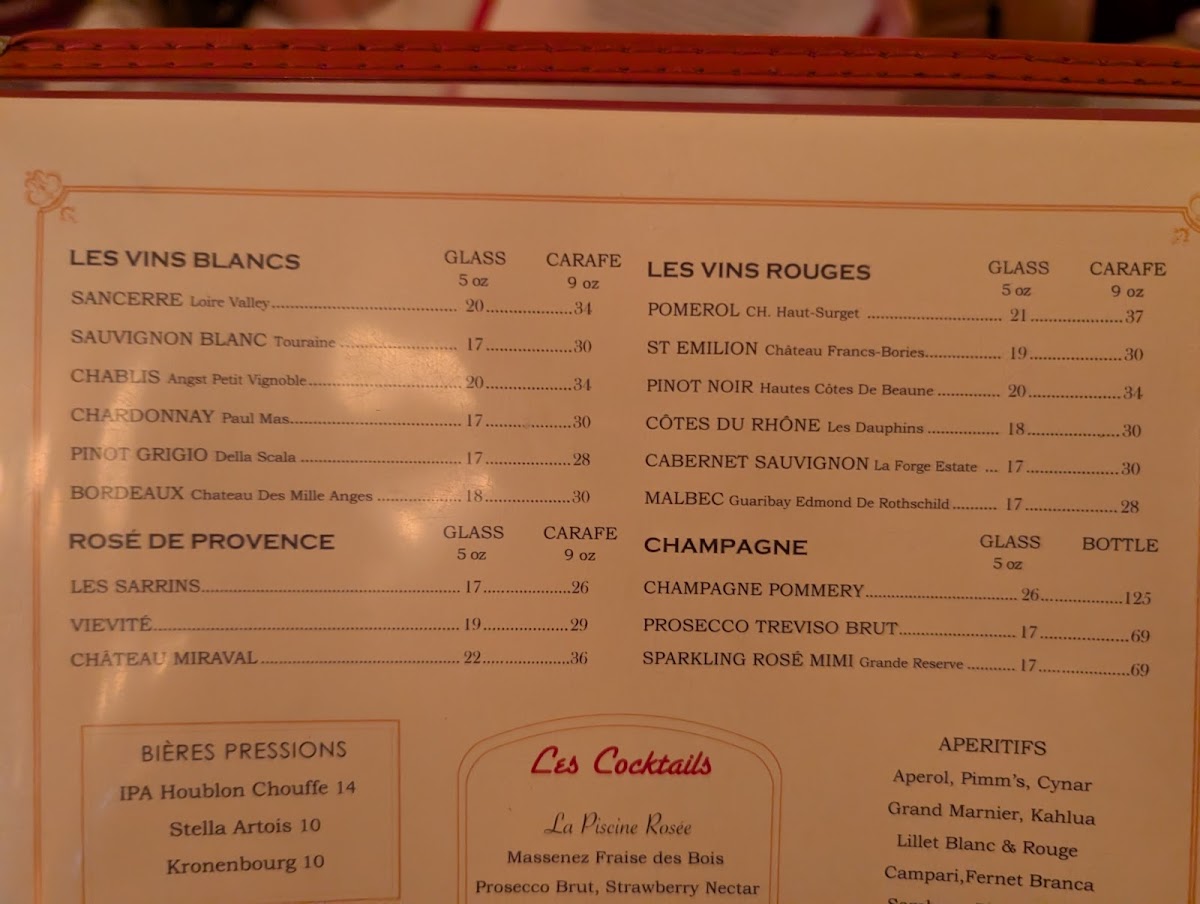 LES VINS BLANCS GLASS CARAFE
5 oz 9 oz
SANCERRE Loire Valley 20 34
SAUVIGNON BLANC Touraine 17 30
CHABLIS Angst Petit Vignoble 20 34
CHARDONNAY Paul Mas 17 30
PINOT GRIGIO Della Scala 17 28
BORDEAUX Chateau Des Mille Anges 18 30
ROSÉ DE PROVENCE GLASS CARAFE
5 oz 9 oz
LES SARRINS 17 26
VIEVITÉ 19 29
CHÂTEAU MIRAVAL 22 36
LES VINS ROUGES GLASS CARAFE
5 oz 9 oz
POMEROL CH. Haut-Surget 21 37
ST EMILION Château Francs-Bories 19 30
PINOT NOIR Hautes Côtes De Beaune 20 34
CÔTES DU RHÔNE Les Dauphins 18 30
CABERNET SAUVIGNON La Forge Estate 17 30
MALBEC Guaribay Edmond De Rothschild 17 28
CHAMPAGNE GLASS BOTTLE
5 oz
CHAMPAGNE POMMERY 26 125
PROSECCO TREVISO BRUT 17 69
SPARKLING ROSÉ MIMI Grande Reserve 17 69
BIÈRES PRESSIONS
IPA Houblon Chouffe 14
Stella Artois 10
Kronenbourg 10
Les Cocktails
La Piscine Rosée
Massenez Fraise des Bois
Prosecco Brut, Strawberry Nectar
APERITIFS
Aperol, Pimm's, Cynar
Grand Marnier, Kahlua
Lillet Blanc & Rouge
Campari,Fernet Branca